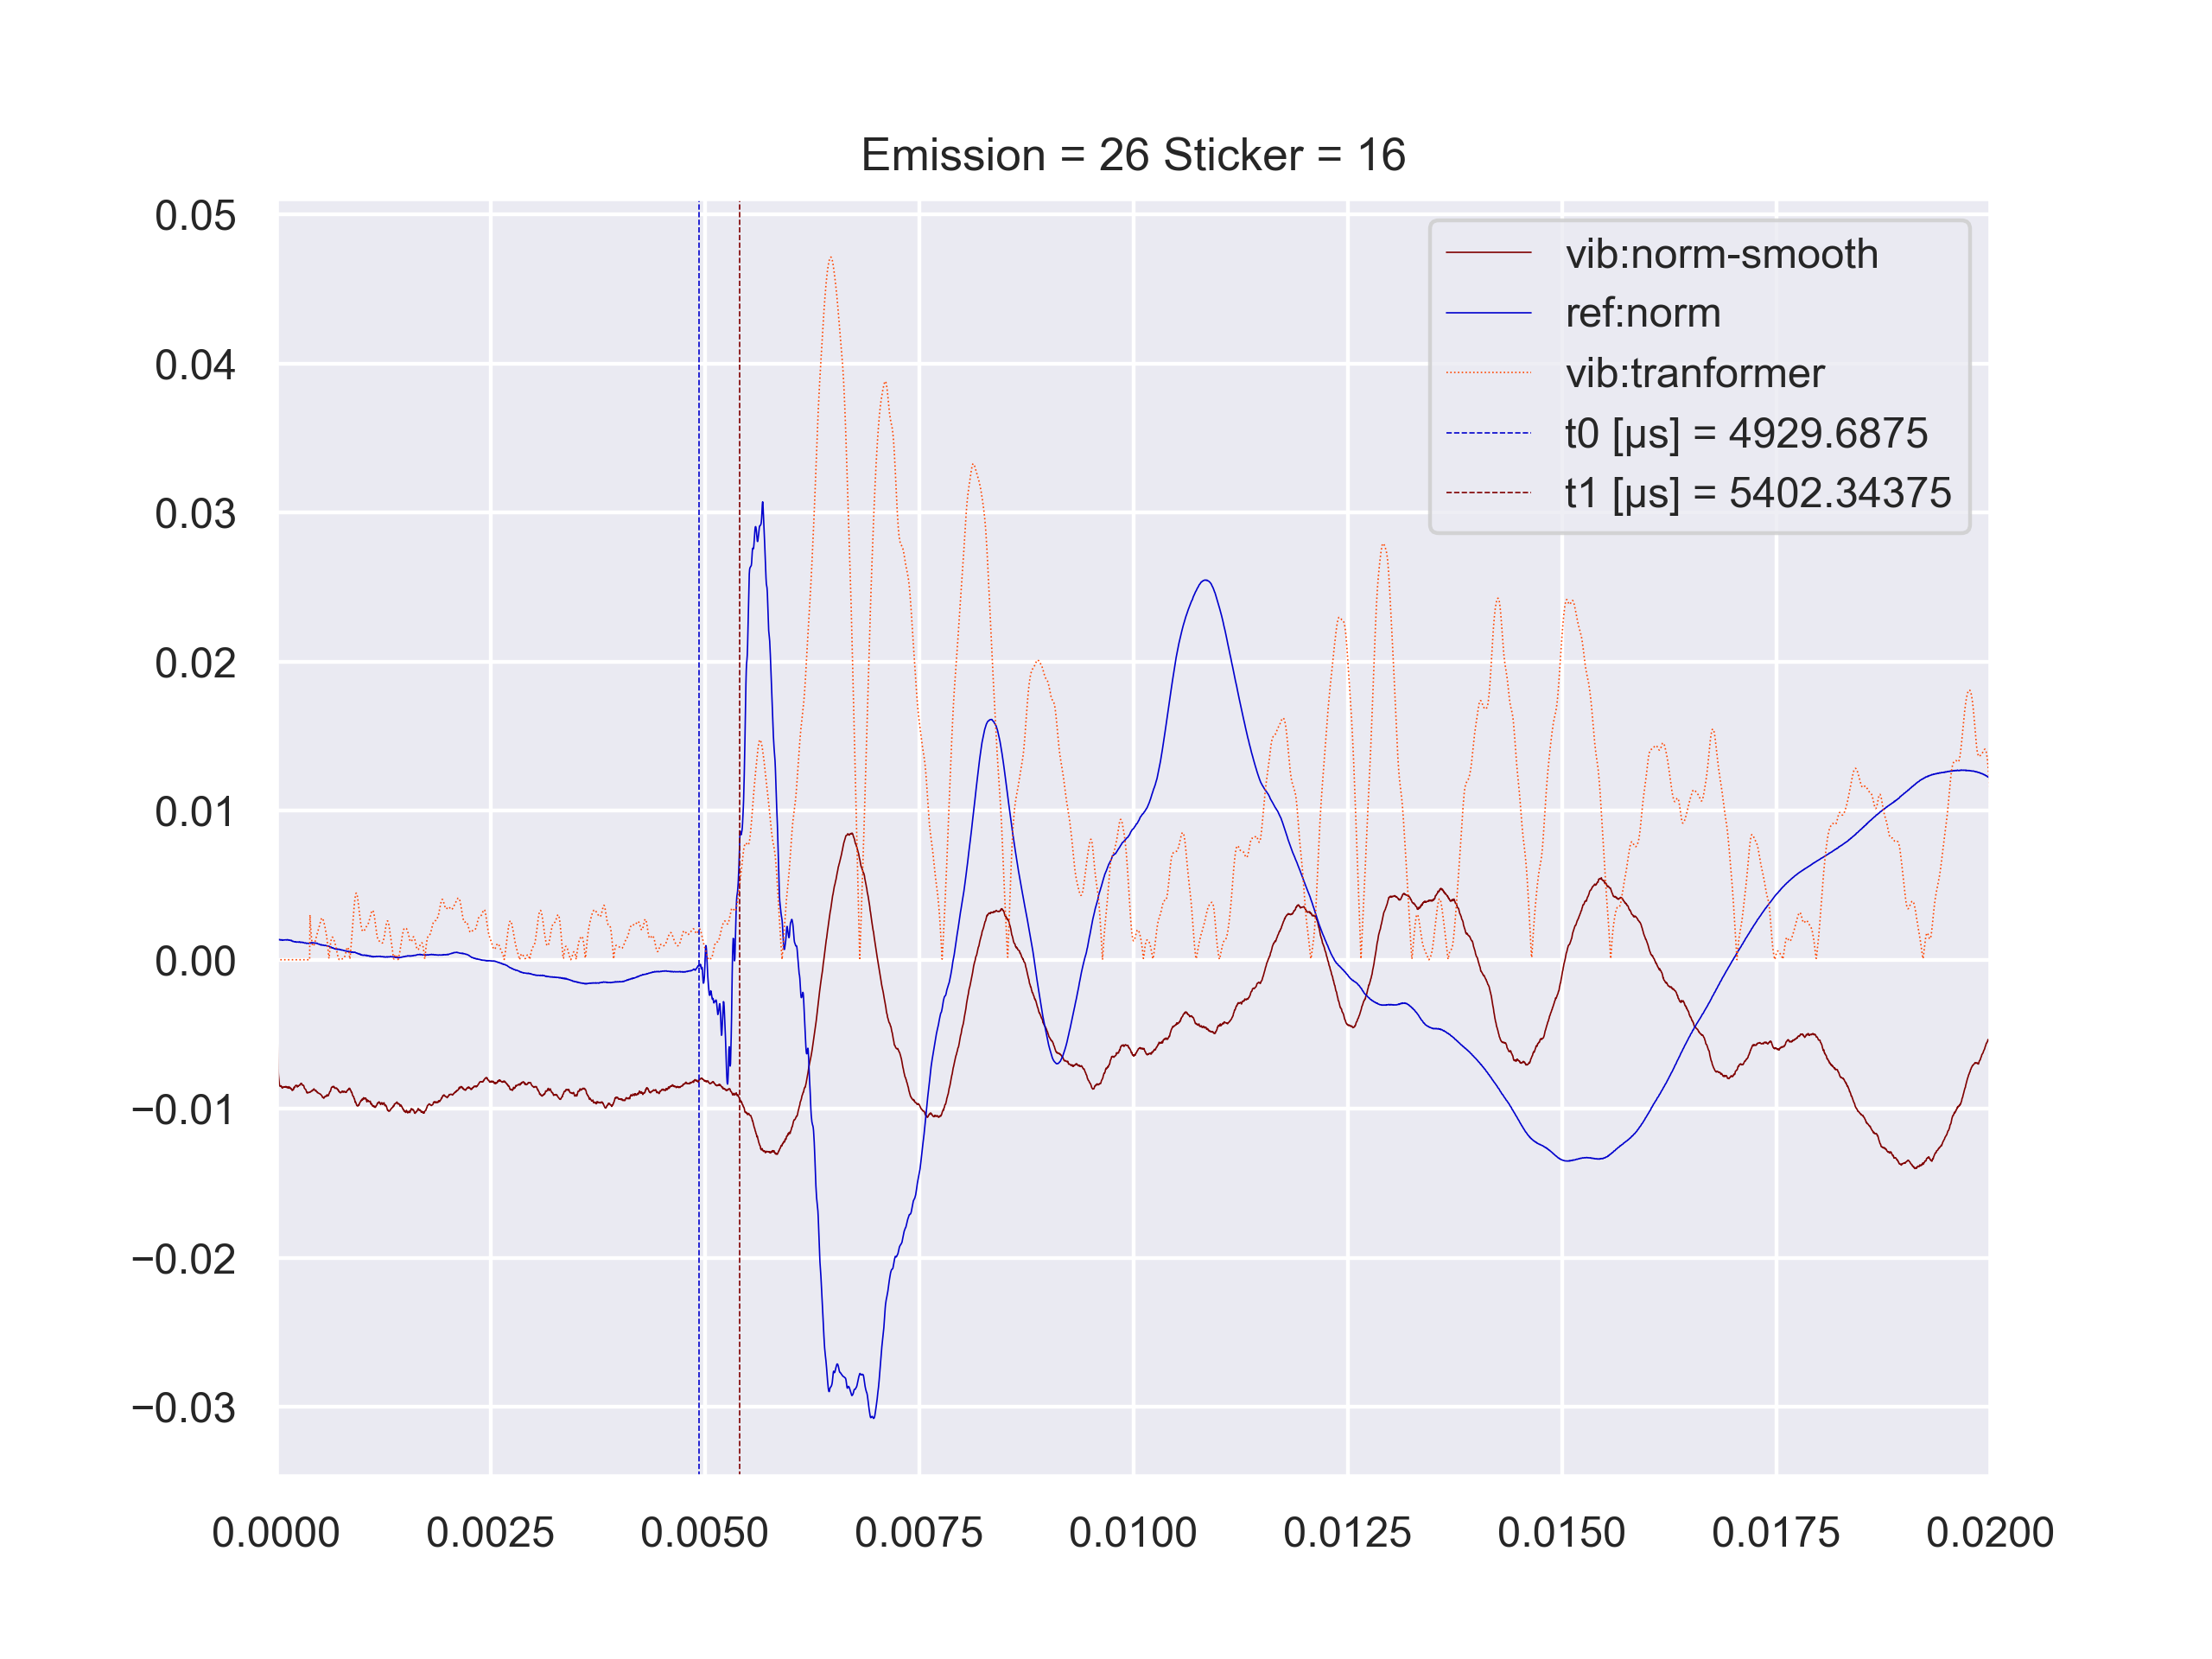 Emission = 26 Sticker = 16
0.05
0.04
0.03
0.02
0.01
0.00
−0.01
−0.02
−0.03
vib:norm-smooth
ref:norm
vib:tranformer
t0 [µs] = 4929.6875
t1 [µs] = 5402.34375
0.0000 0.0025 0.0050 0.0075 0.0100 0.0125 0.0150 0.0175 0.0200